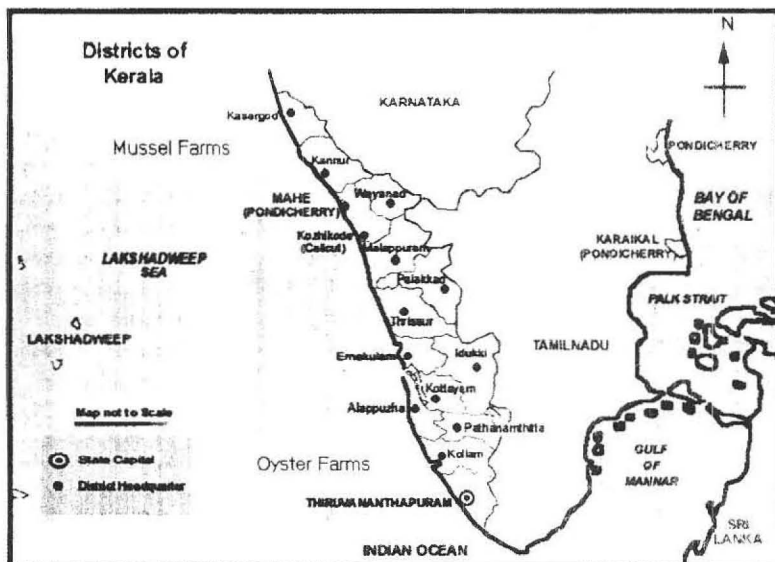 Districts of
Kerala
N
KARNATAKA
Kasargod
Mussel Farms
Kannur
PONDICHERRY
Wayanad
MAHE
(PONDICHERRY)
BAY OF
BENGAL
Kozhikode
(Calicut)
Malappuram
KARAIKAL
(PONDICHERRY)
LAKSHADWEEP
SEA
Palakkad
PALK STRAIT
Thrissur
LAKSHADWEEP
TAMILNADU
Ernakulam
Idukki
Kottayam
Map not to Scale
Alappuzha
Pathanamthitta
State Capital
Oyster Farms
Kollam
GULF
OF
MANNAR
District Headquarter
THIRUVANANTHAPURAM
SRI
LANKA
INDIAN OCEAN